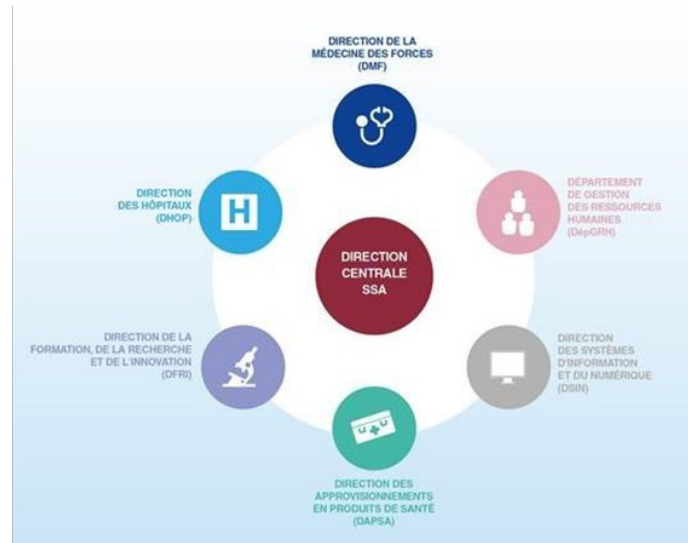 DIRECTION DE LA
MÉDECINE DES FORCES
(DMF)
DIRECTION
DES HÔPITAUX
(DHOP)
H
DÉPARTEMENT
DE GESTION
DES RESSOURCES
HUMAINES
(DépGRH)
DIRECTION
CENTRALE
SSA
DIRECTION DE LA
FORMATION, DE LA RECHERCHE
ET DE L'INNOVATION
(DFRI)
DIRECTION
DES SYSTÈMES
D'INFORMATION
ET DU NUMÉRIQUE
(DSIN)
DIRECTION DES
APPROVISIONNEMENTS
EN PRODUITS DE SANTÉ
(DAPSA)